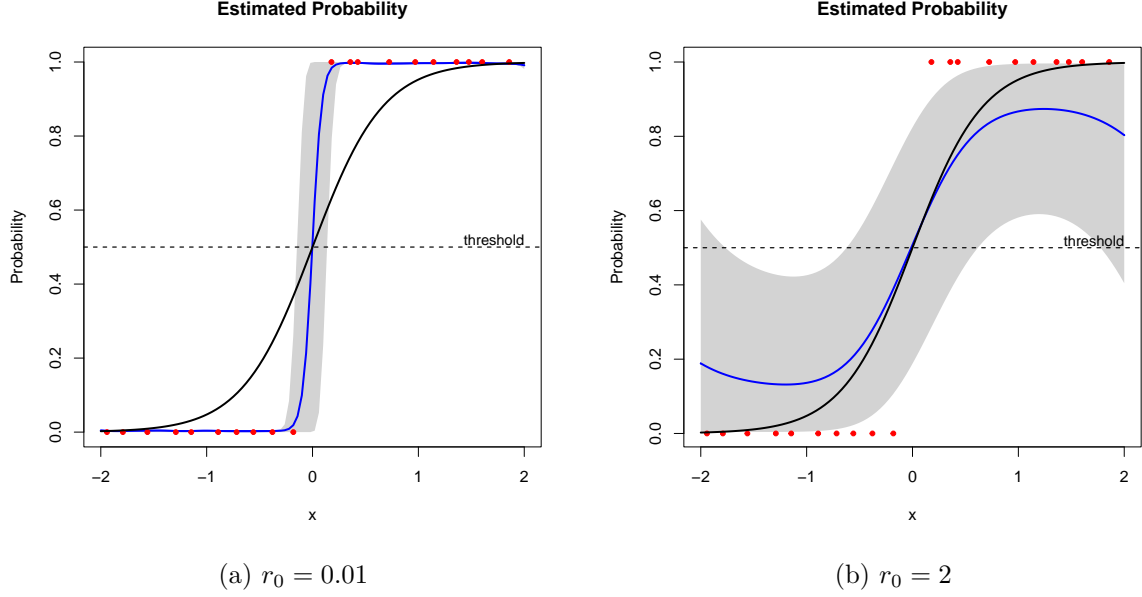 Estimated Probability
1.0
0.8
0.6
0.4
0.2
0.0
Probability
threshold
−2 −1 0 1 2
x
(a) r₀ = 0.01
Estimated Probability
1.0
0.8
0.6
0.4
0.2
0.0
Probability
threshold
−2 −1 0 1 2
x
(b) r₀ = 2